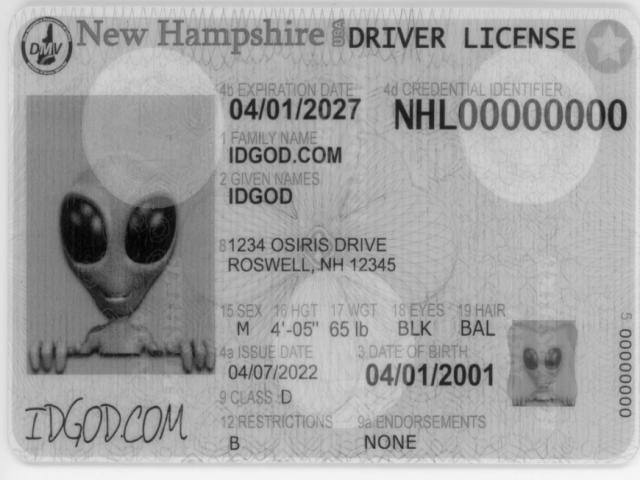 DMV New Hampshire USA DRIVER LICENSE
4b EXPIRATION DATE 4d CREDENTIAL IDENTIFIER
04/01/2027 NHL00000000
1 FAMILY NAME
IDGOD.COM
2 GIVEN NAMES
IDGOD
8 1234 OSIRIS DRIVE
ROSWELL, NH 12345
15 SEX 16 HGT 17 WGT 18 EYES 19 HAIR
M 4'-05" 65 lb BLK BAL
4a ISSUE DATE 3 DATE OF BIRTH
04/07/2022 04/01/2001
9 CLASS D
12 RESTRICTIONS 9a ENDORSEMENTS
B NONE
IDGOD.COM
5 000000000